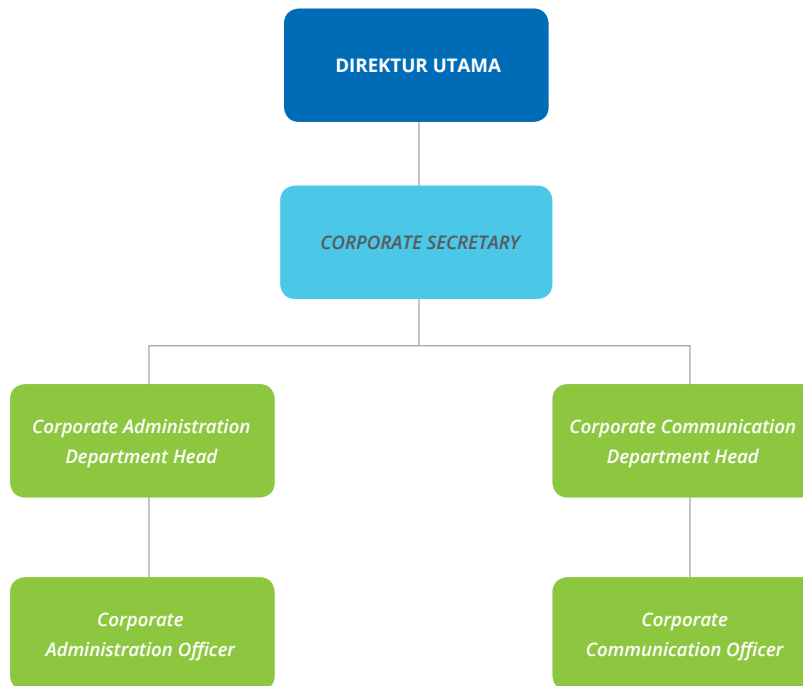 DIREKTUR UTAMA
CORPORATE SECRETARY
Corporate Administration
Department Head
Corporate Communication
Department Head
Corporate
Administration Officer
Corporate
Communication Officer